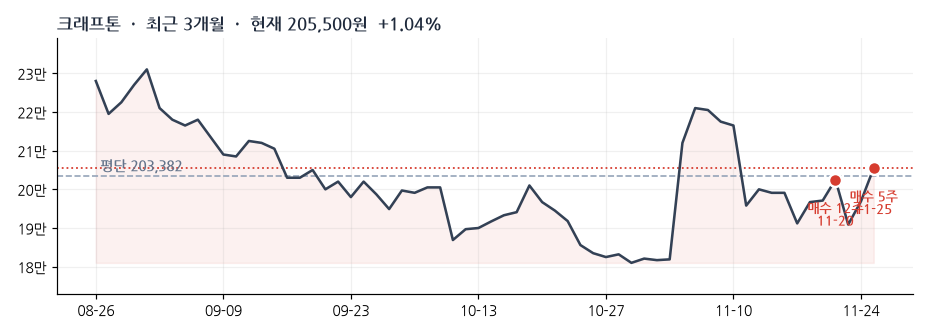 크래프톤 · 최근 3개월 · 현재 205,500원 +1.04%
23만
22만
21만
20만
19만
18만
평단 203,382
매수 5주
11-25
매수 12주
08-26
09-09
09-23
10-13
10-27
11-10
11-24